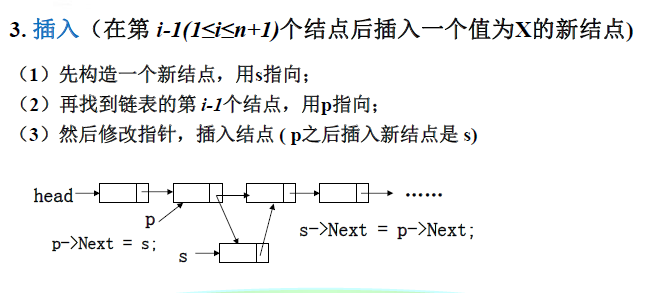 3. 插入（在第 i-1(1≤i≤n+1)个结点后插入一个值为X的新结点)
（1）先构造一个新结点，用s指向；
（2）再找到链表的第 i-1个结点，用p指向；
（3）然后修改指针，插入结点 ( p之后插入新结点是 s)
head
……
p
p->Next = s;
s->Next = p->Next;
s